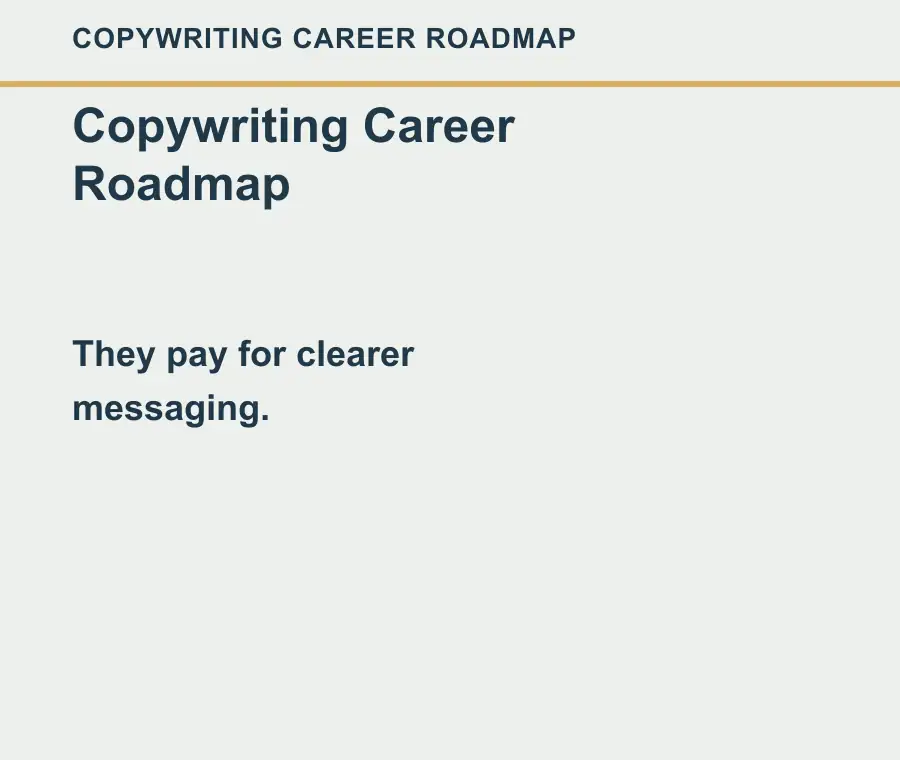 COPYWRITING CAREER ROADMAP
Copywriting Career
Roadmap
They pay for clearer
messaging.